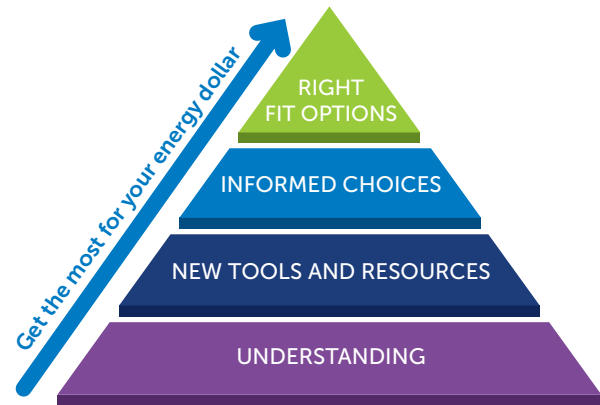 Get the most for your energy dollar
RIGHT
FIT OPTIONS
INFORMED CHOICES
NEW TOOLS AND RESOURCES
UNDERSTANDING